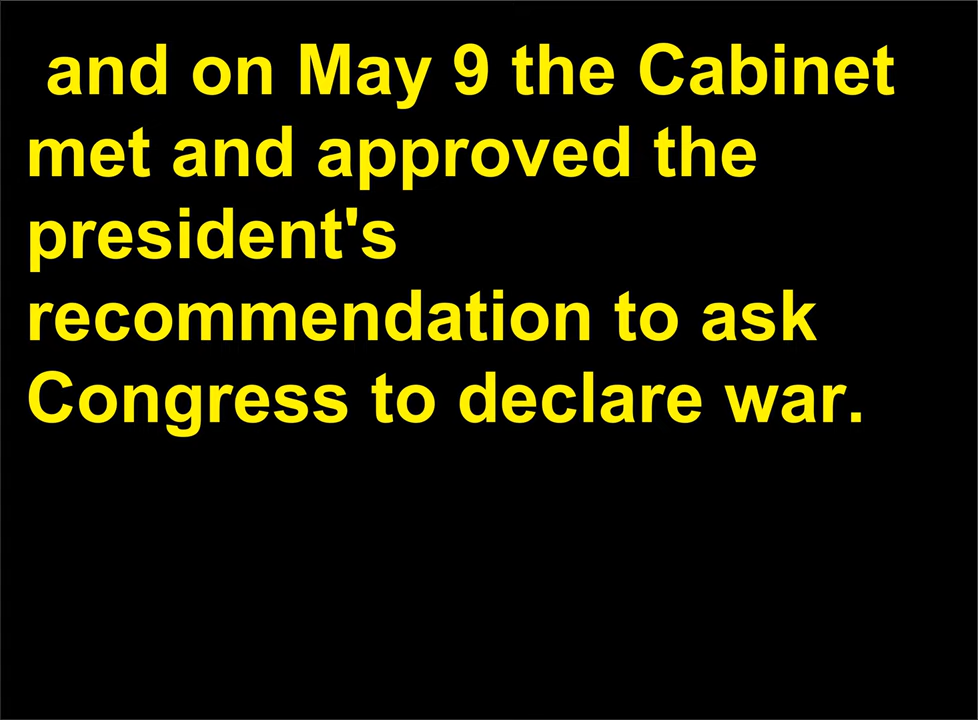 and on May 9 the Cabinet
met and approved the
president's
recommendation to ask
Congress to declare war.